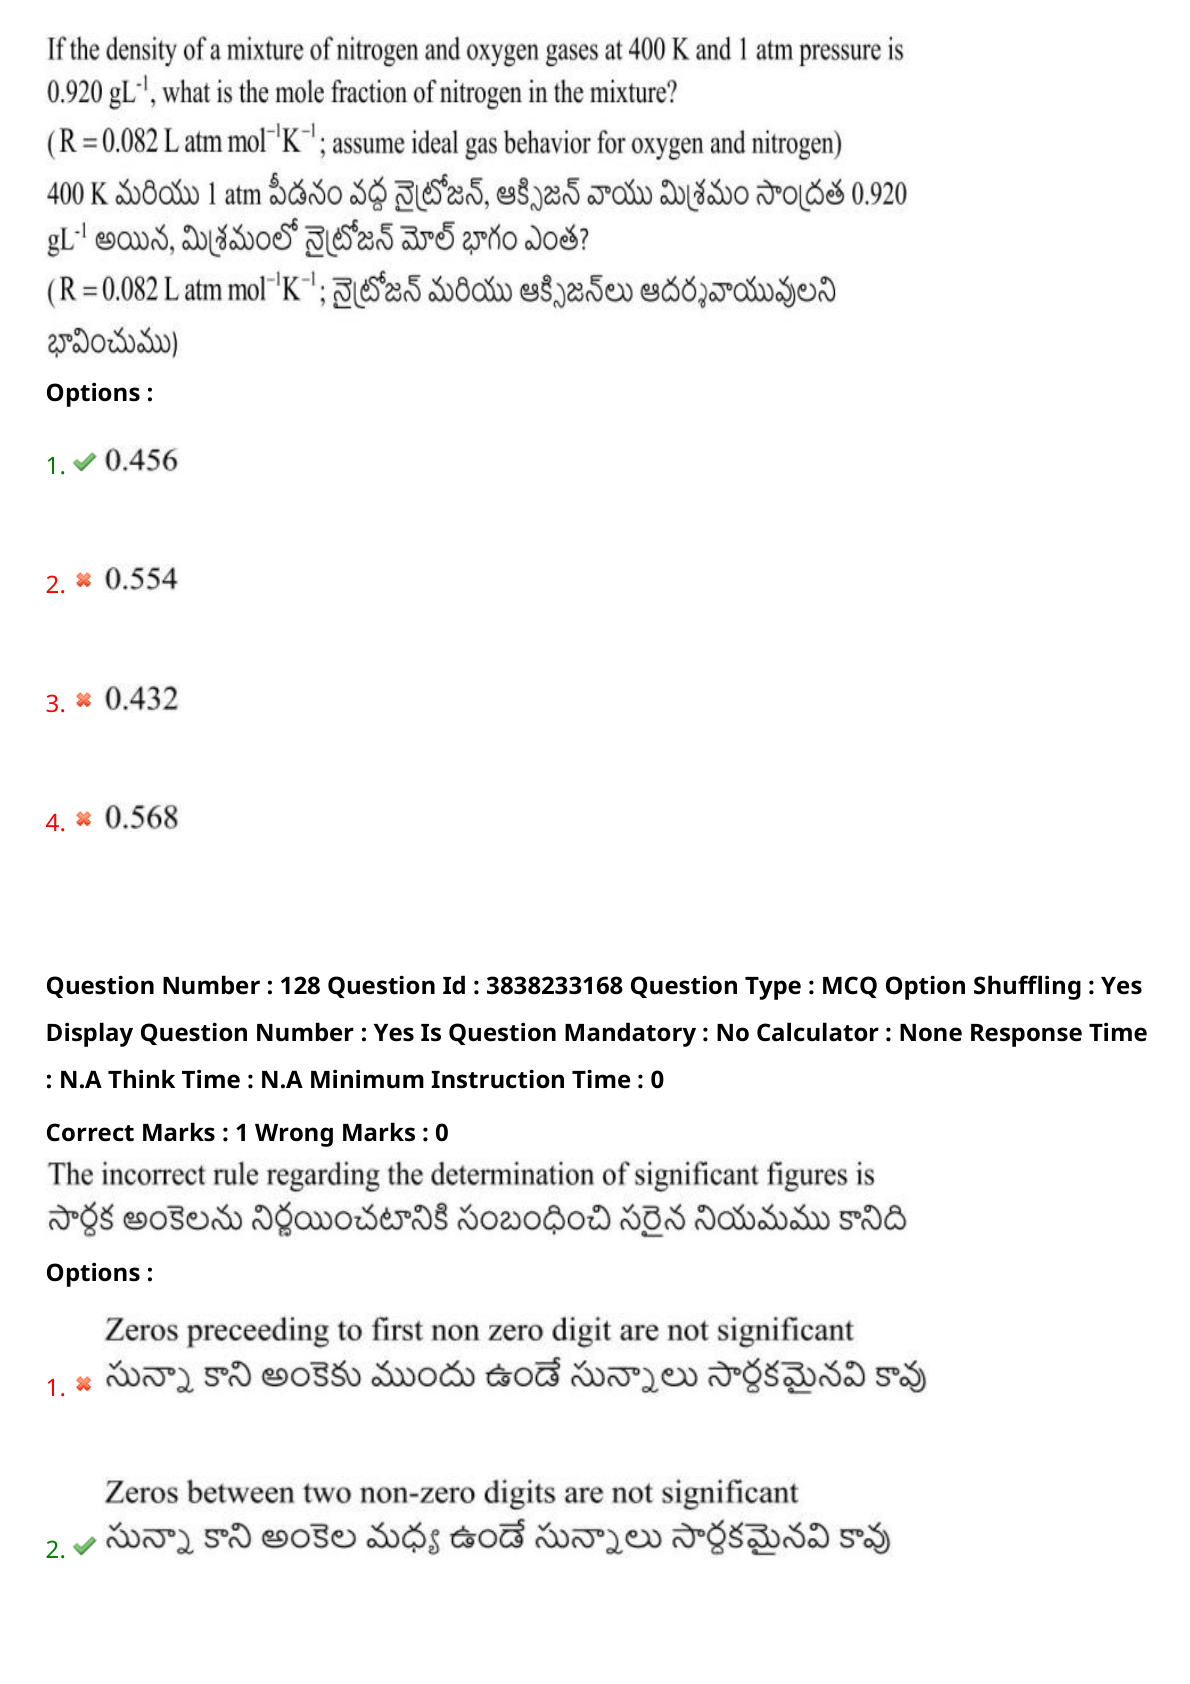 If the density of a mixture of nitrogen and oxygen gases at 400 K and 1 atm pressure is
0.920 gL⁻¹, what is the mole fraction of nitrogen in the mixture?
( R = 0.082 L atm mol⁻¹K⁻¹; assume ideal gas behavior for oxygen and nitrogen)
400 K మరియు 1 atm పీడనం వద్ద నైట్రోజన్, ఆక్సిజన్ వాయు మిశ్రమం సాంద్రత 0.920
gL⁻¹ అయిన, మిశ్రమంలో నైట్రోజన్ మోల్ భాగం ఎంత?
( R = 0.082 L atm mol⁻¹K⁻¹; నైట్రోజన్ మరియు ఆక్సిజన్‌లు ఆదర్శవాయువులని
భావించుము)
Options :
1. ✔ 0.456
2. ✖ 0.554
3. ✖ 0.432
4. ✖ 0.568
Question Number : 128 Question Id : 3838233168 Question Type : MCQ Option Shuffling : Yes
Display Question Number : Yes Is Question Mandatory : No Calculator : None Response Time
: N.A Think Time : N.A Minimum Instruction Time : 0
Correct Marks : 1 Wrong Marks : 0
The incorrect rule regarding the determination of significant figures is
సార్థక అంకెలను నిర్ణయించటానికి సంబంధించి సరైన నియమము కానిది
Options :
Zeros preceeding to first non zero digit are not significant
1. ✖ సున్నా కాని అంకెకు ముందు ఉండే సున్నాలు సార్థకమైనవి కావు
Zeros between two non-zero digits are not significant
2. ✔ సున్నా కాని అంకెల మధ్య ఉండే సున్నాలు సార్థకమైనవి కావు